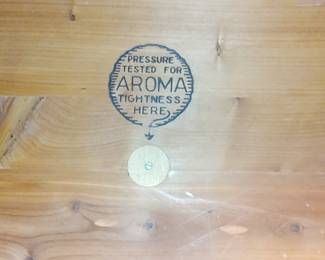 PRESSURE
TESTED FOR
AROMA
TIGHTNESS
HERE